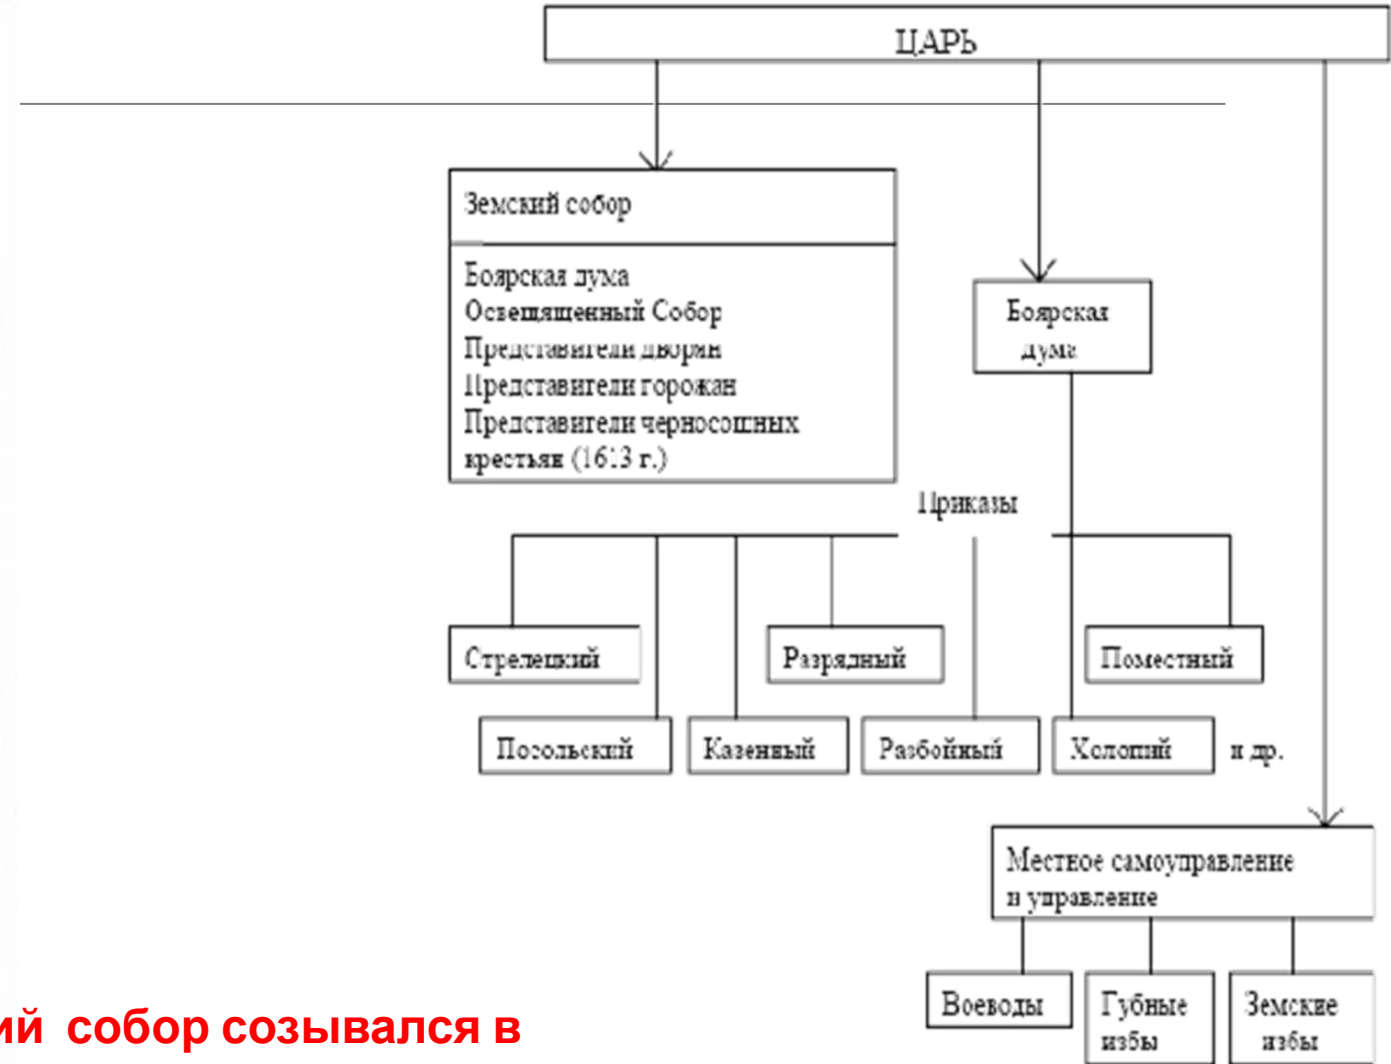 ЦАРЬ
Земский собор
Боярская дума
Освещященный Собор
Представители дворян
Представители горожан
Представители черносошных
крестьян (1613 г.)
Боярская
дума
Приказы
Стрелецкий
Разрядный
Поместный
Посольский
Казенный
Разбойный
Холопий
и др.
Местное самоуправление
и управление
Воеводы
Губные
избы
Земские
избы
ий собор созывался в